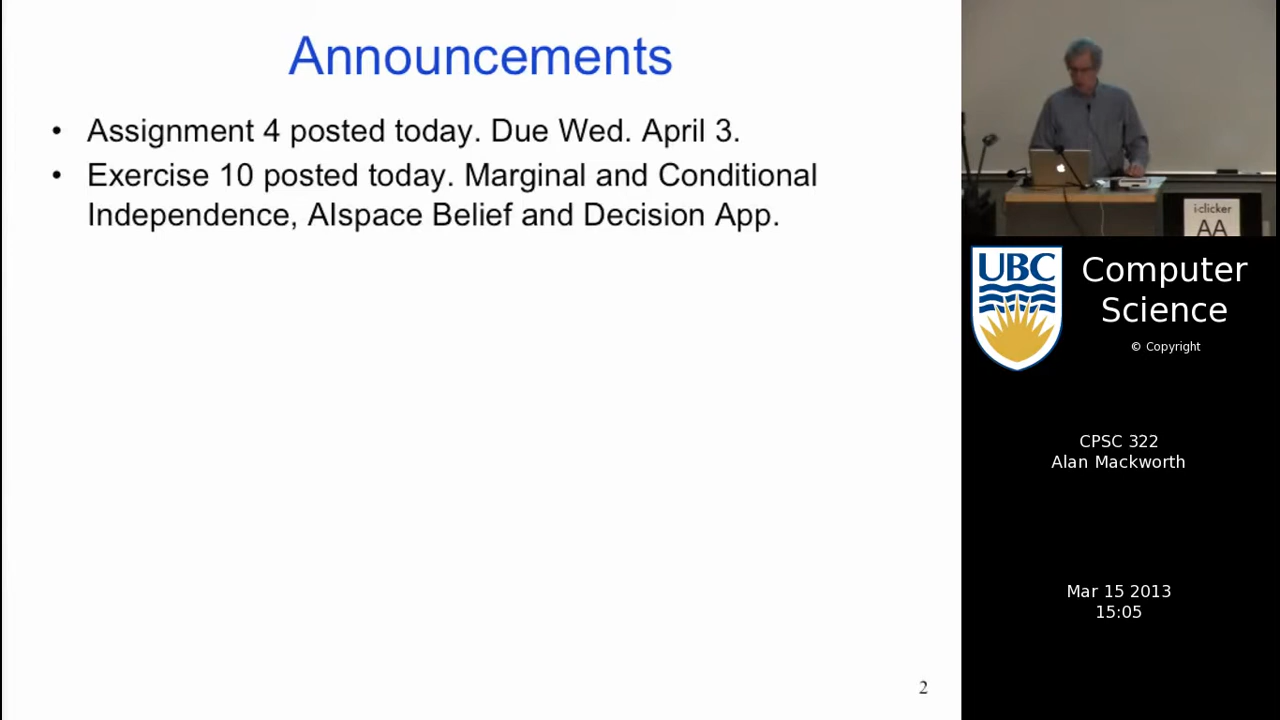 Announcements
• Assignment 4 posted today. Due Wed. April 3.
• Exercise 10 posted today. Marginal and Conditional
Independence, AIspace Belief and Decision App.
2
i·clicker
AA
UBC
Computer
Science
© Copyright
CPSC 322
Alan Mackworth
Mar 15 2013
15:05